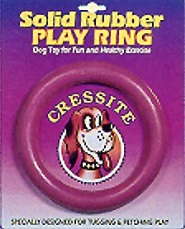 Solid Rubber
PLAY RING
Dog Toy for Fun and Healthy Exercise
CRESSITE
SPECIALLY DESIGNED FOR TUGGING & FETCHING PLAY